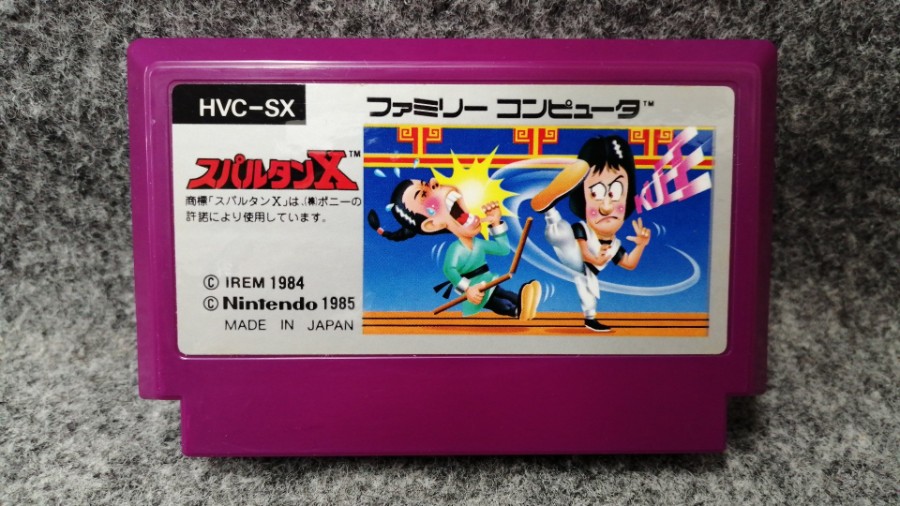 HVC-SX
ファミリー コンピュータ™
スパルタンX™
商標「スパルタンX」は、㈱ポニーの
許諾により使用しています。
© IREM 1984
© Nintendo 1985
MADE IN JAPAN